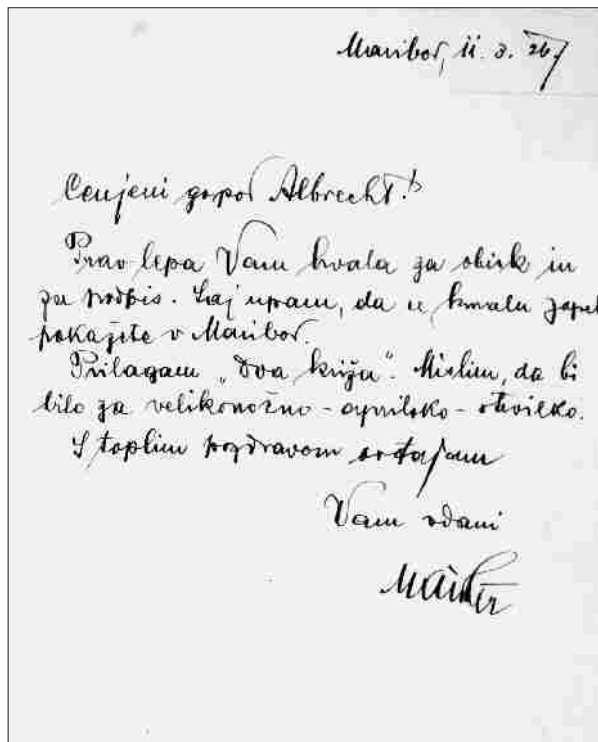 Maribor, 11. 3. 26.
Cenjeni gospod Albrecht!
Prav lepa Vam hvala za obisk in
za podpis. Saj upam, da se kmalu zopet
pokažete v Maribor.
Prilagam „Dva križa“. Mislim, da bi
bilo za velikonočno - aprilsko - številko.
S toplim pozdravom ostajam
Vam vdani